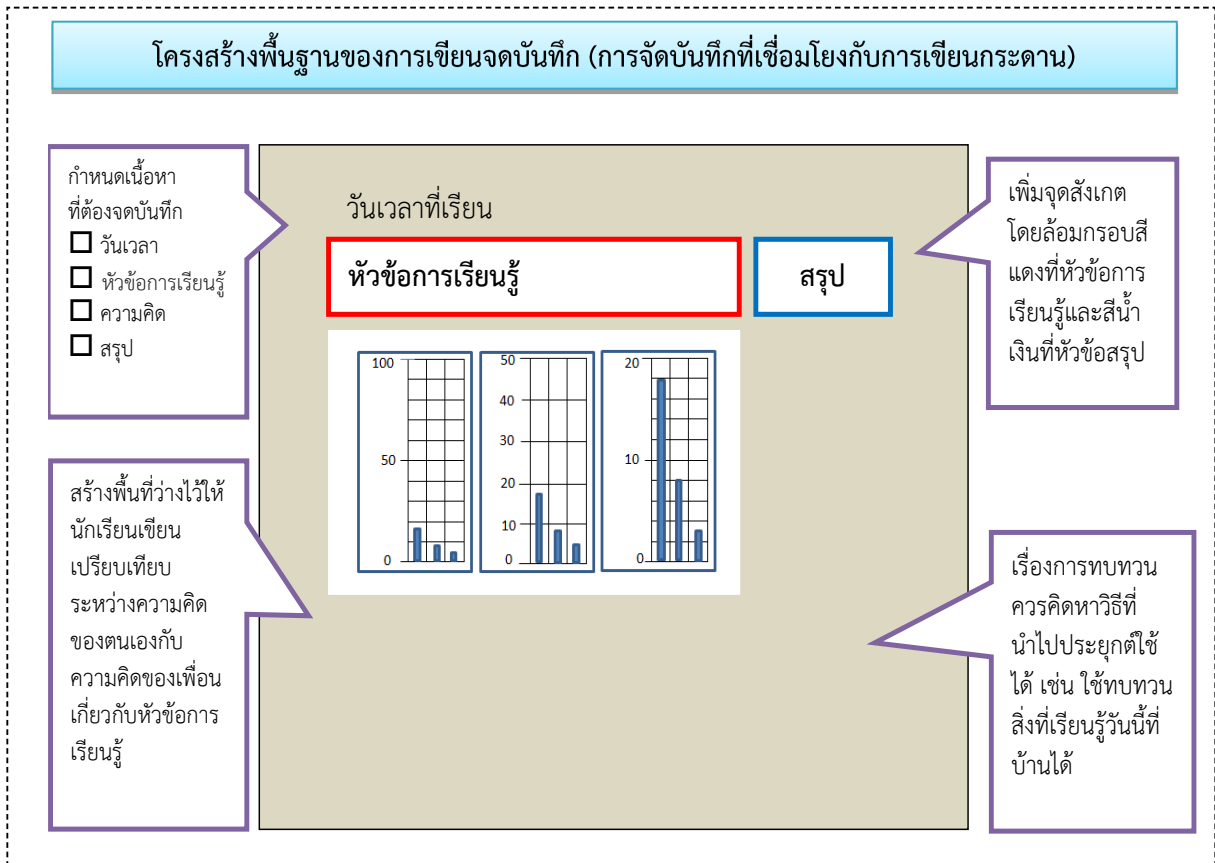 โครงสร้างพื้นฐานของการเขียนจดบันทึก (การจัดบันทึกที่เชื่อมโยงกับการเขียนกระดาน)
กำหนดเนื้อหา
ที่ต้องจดบันทึก
วันเวลา
หัวข้อการเรียนรู้
ความคิด
สรุป
วันเวลาที่เรียน
หัวข้อการเรียนรู้
สรุป
เพิ่มจุดสังเกต
โดยล้อมกรอบสี
แดงที่หัวข้อการ
เรียนรู้และสีน้ำ
เงินที่หัวข้อสรุป
100
50
0
50
40
30
20
10
0
20
10
0
สร้างพื้นที่ว่างไว้ให้
นักเรียนเขียน
เปรียบเทียบ
ระหว่างความคิด
ของตนเองกับ
ความคิดของเพื่อน
เกี่ยวกับหัวข้อการ
เรียนรู้
เรื่องการทบทวน
ควรคิดหาวิธีที่
นำไปประยุกต์ใช้
ได้ เช่น ใช้ทบทวน
สิ่งที่เรียนรู้วันนี้ที่
บ้านได้